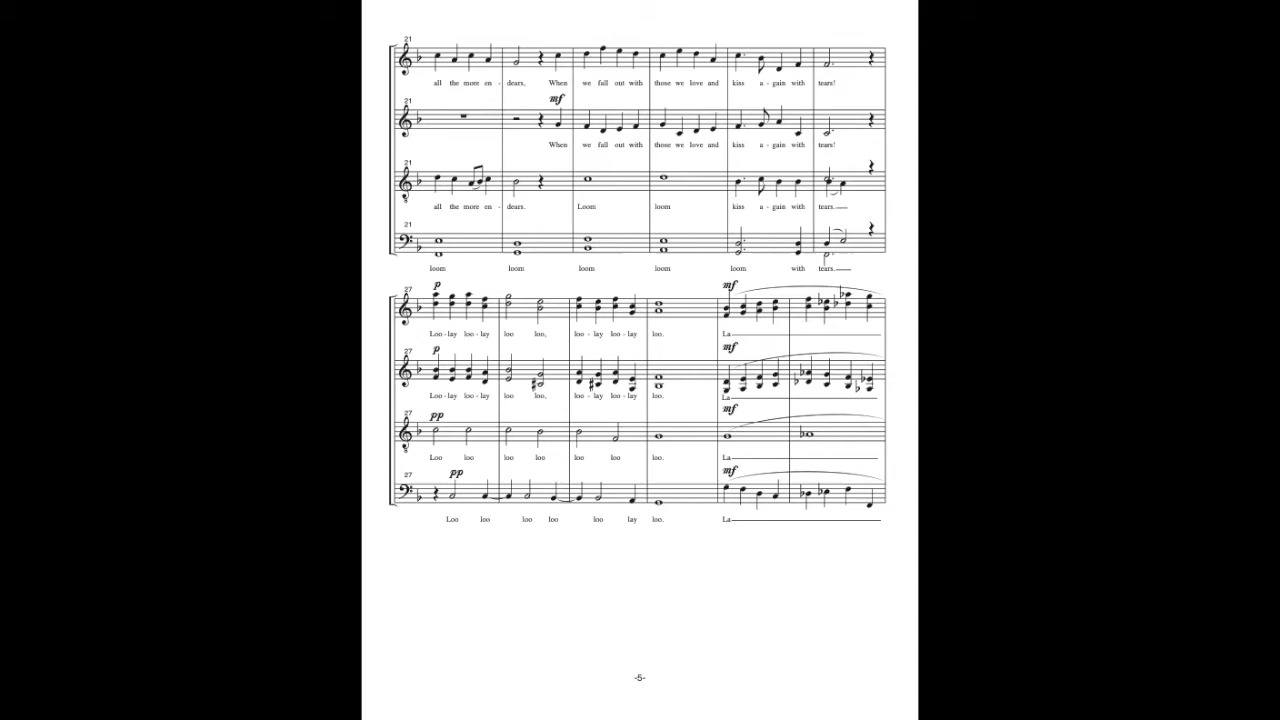 21
all the more en - dears, When we fall out with those we love and kiss a - gain with tears!
21
mf
When we fall out with those we love and kiss a - gain with tears!
21
8
all the more en - dears. Loom loom kiss a - gain with tears.
21
loom loom loom loom loom with tears.
27
p mf
Loo - lay loo - lay loo loo, loo - lay loo - lay loo. La
27
p mf
Loo - lay loo - lay loo loo, loo - lay loo - lay loo. La
27
pp mf
8
Loo loo loo loo loo loo loo. La
27
pp mf
Loo loo loo loo loo lay loo. La
-5-